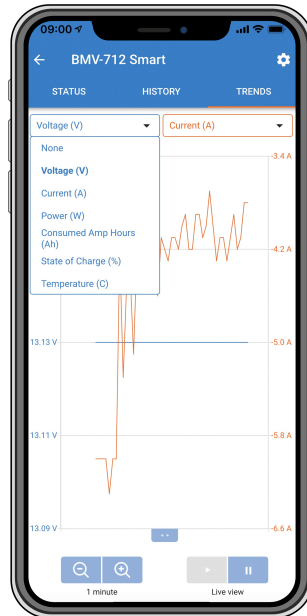 09:00
BMV-712 Smart
STATUS HISTORY TRENDS
Voltage (V) Current (A)
None
Voltage (V)
Current (A)
Power (W)
Consumed Amp Hours
(Ah)
State of Charge (%)
Temperature (C)
-3.4 A
-4.2 A
13.13 V -5.0 A
13.11 V -5.8 A
13.09 V -6.6 A
1 minute Live view